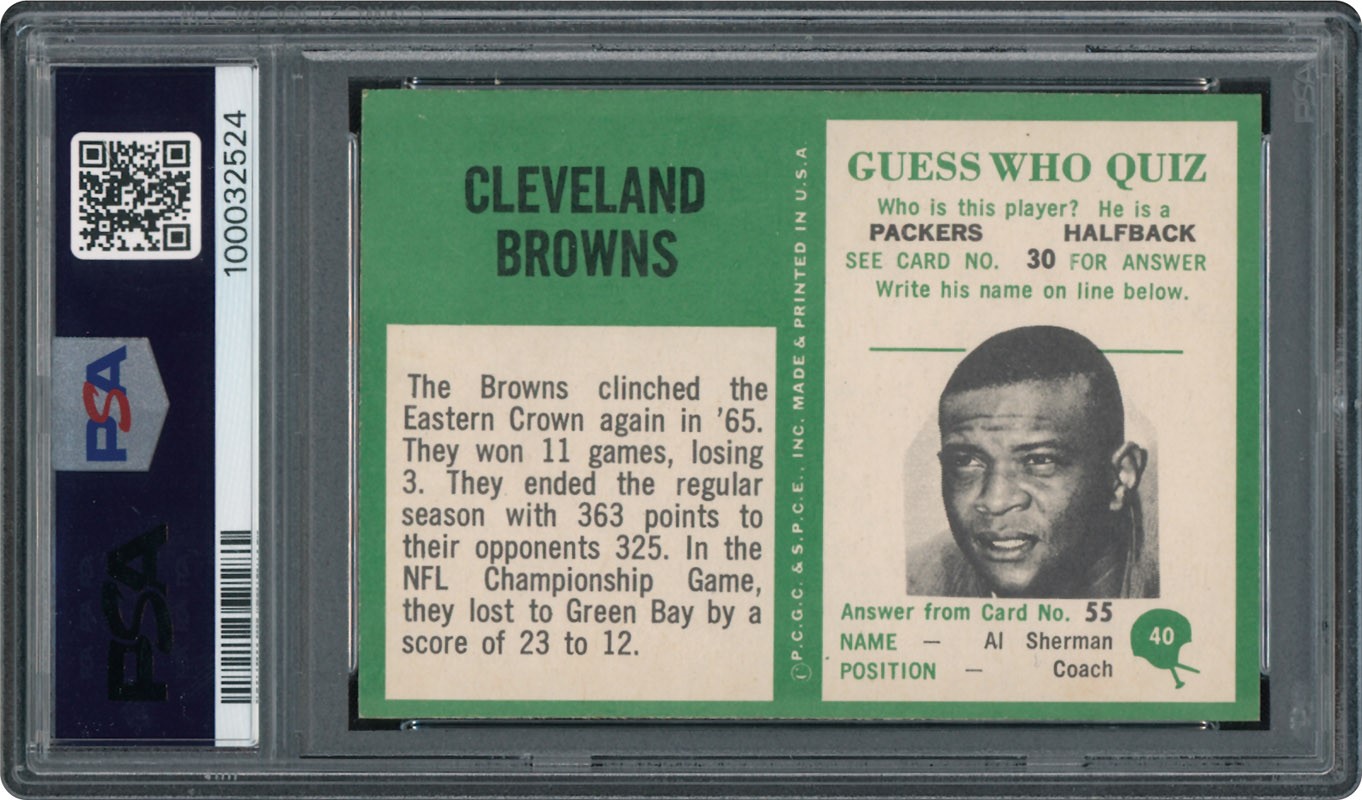 PSA
100032524
PSA
CLEVELAND
BROWNS
The Browns clinched the
Eastern Crown again in '65.
They won 11 games, losing
3. They ended the regular
season with 363 points to
their opponents 325. In the
NFL Championship Game,
they lost to Green Bay by a
score of 23 to 12.
©P.C.G.C. & S.P.C.E., INC. MADE & PRINTED IN U.S.A.
GUESS WHO QUIZ
Who is this player? He is a
PACKERS HALFBACK
SEE CARD NO. 30 FOR ANSWER
Write his name on line below.
Answer from Card No. 55
NAME — Al Sherman
POSITION — Coach
40
PSA